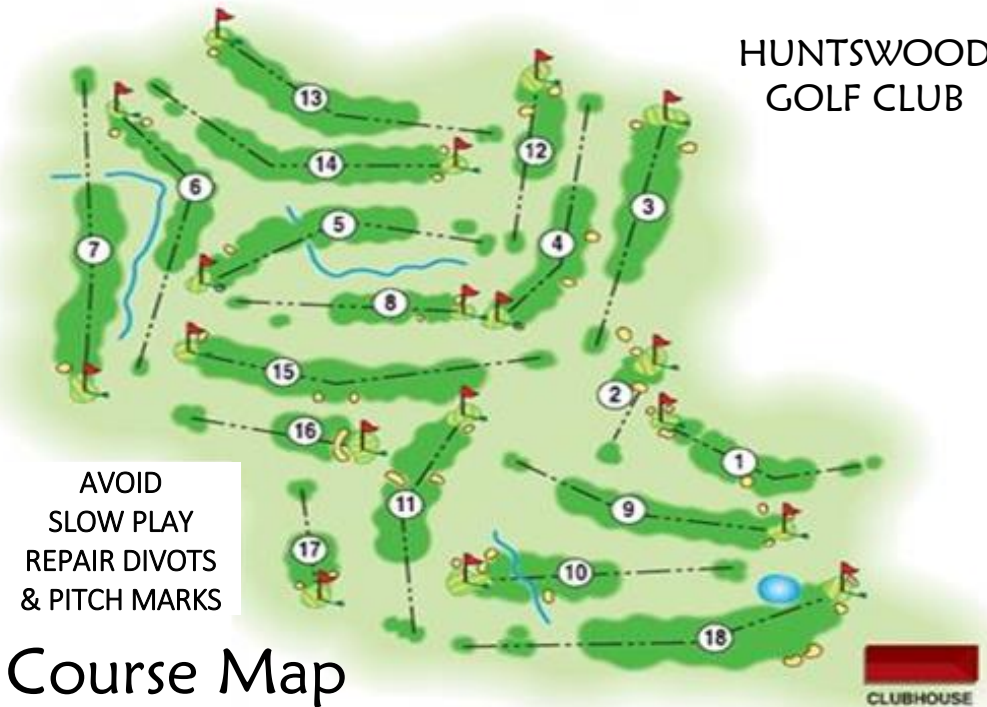 HUNTSWOOD
GOLF CLUB
13
12
14
6
3
5
4
7
8
15
2
16
1
11
9
17
10
18
AVOID
SLOW PLAY
REPAIR DIVOTS
& PITCH MARKS
Course Map
CLUBHOUSE